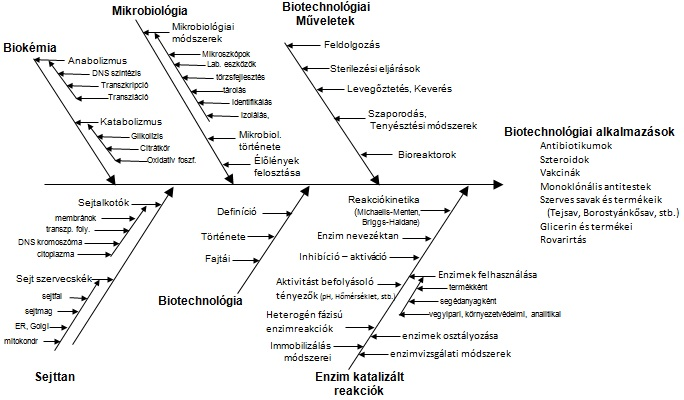 Mikrobiológia
Biotechnológiai
Műveletek
Biokémia
Mikrobiológiai
módszerek
Mikroszkópok
Lab. eszközök
törzsfejlesztés
tárolás
Identifikálás
Izolálás,
Mikrobiol.
története
Élőlények
felosztása
Anabolizmus
DNS szintézis
Transzkripció
Transzláció
Katabolizmus
Glikolízis
Citrátkör
Oxidatív foszf.
Feldolgozás
Sterilezési eljárások
Levegőztetés, Keverés
Szaporodás,
Tenyésztési módszerek
Bioreaktorok
Biotechnológiai alkalmazások
Antibiotikumok
Szteroidok
Vakcinák
Monoklónális antitestek
Szerves savak és termékeik
(Tejsav, Borostyánkősav, stb.)
Glicerin és termékei
Rovarirtás
Sejtalkotók
membránok
transzp. foly.
DNS kromoszóma
citoplazma
Sejt szervecskék
sejtfal
sejtmag
ER, Golgi
mitokondr
Sejttan
Definíció
Története
Fajtái
Biotechnológia
Reakciókinetika
(Michaelis-Menten,
Briggs-Haldane)
Enzim nevezéktan
Inhibíció – aktiváció
Aktivitást befolyásoló
tényezők (pH, Hőmérséklet, stb.)
Heterogén fázisú
enzimreakciók
Immobilizálás
módszerei
Enzimek felhasználása
termékként
segédanyagként
vegyipari, környezetvédelmi, analitikai
enzimek osztályozása
enzimvizsgálati módszerek
Enzim katalizált
reakciók